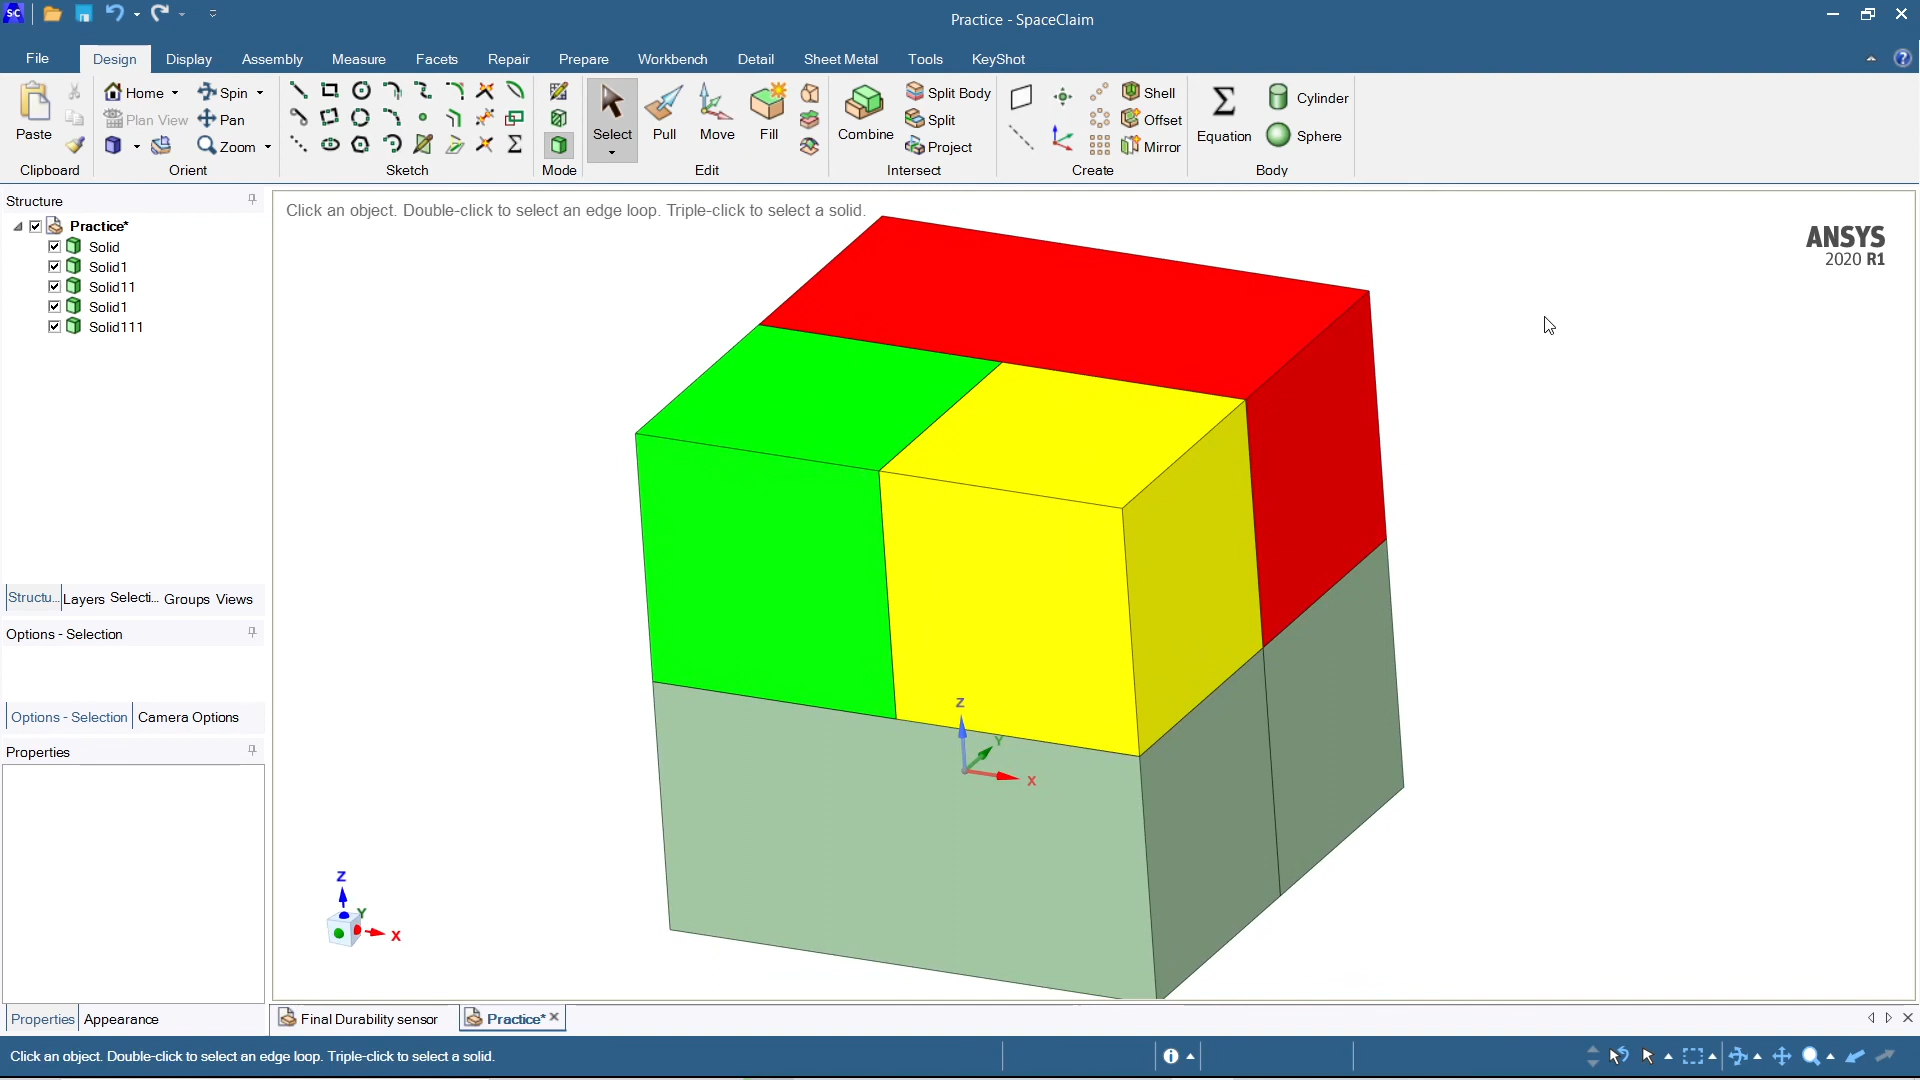 SC
Practice - SpaceClaim
File Design Display Assembly Measure Facets Repair Prepare Workbench Detail Sheet Metal Tools KeyShot
Paste
Clipboard
Home Spin
Plan View Pan
Zoom
Orient
Sketch
Mode
Select Pull Move Fill
Edit
Combine Split Body
Split
Project
Intersect
Shell
Offset
Mirror
Create
Equation Cylinder
Sphere
Body
Structure
Practice*
Solid
Solid1
Solid11
Solid1
Solid111
Structu... Layers Selecti... Groups Views
Options - Selection
Options - Selection Camera Options
Properties
Properties Appearance
Click an object. Double-click to select an edge loop. Triple-click to select a solid.
ANSYS
2020 R1
Z
Y
X
Z
Y
X
Final Durability sensor Practice*
Click an object. Double-click to select an edge loop. Triple-click to select a solid.